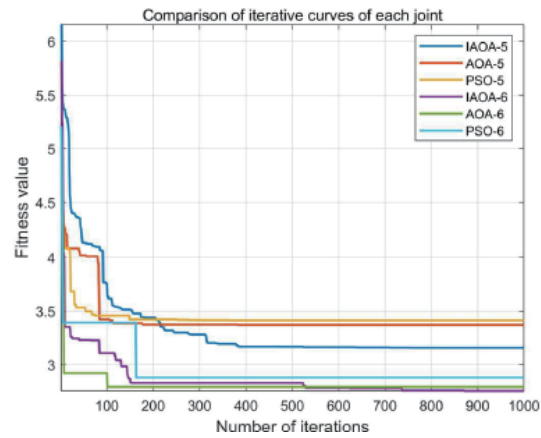 Comparison of iterative curves of each joint
6
5.5
5
4.5
4
3.5
3
Fitness value
IAOA-5
AOA-5
PSO-5
IAOA-6
AOA-6
PSO-6
100 200 300 400 500 600 700 800 900 1000
Number of iterations